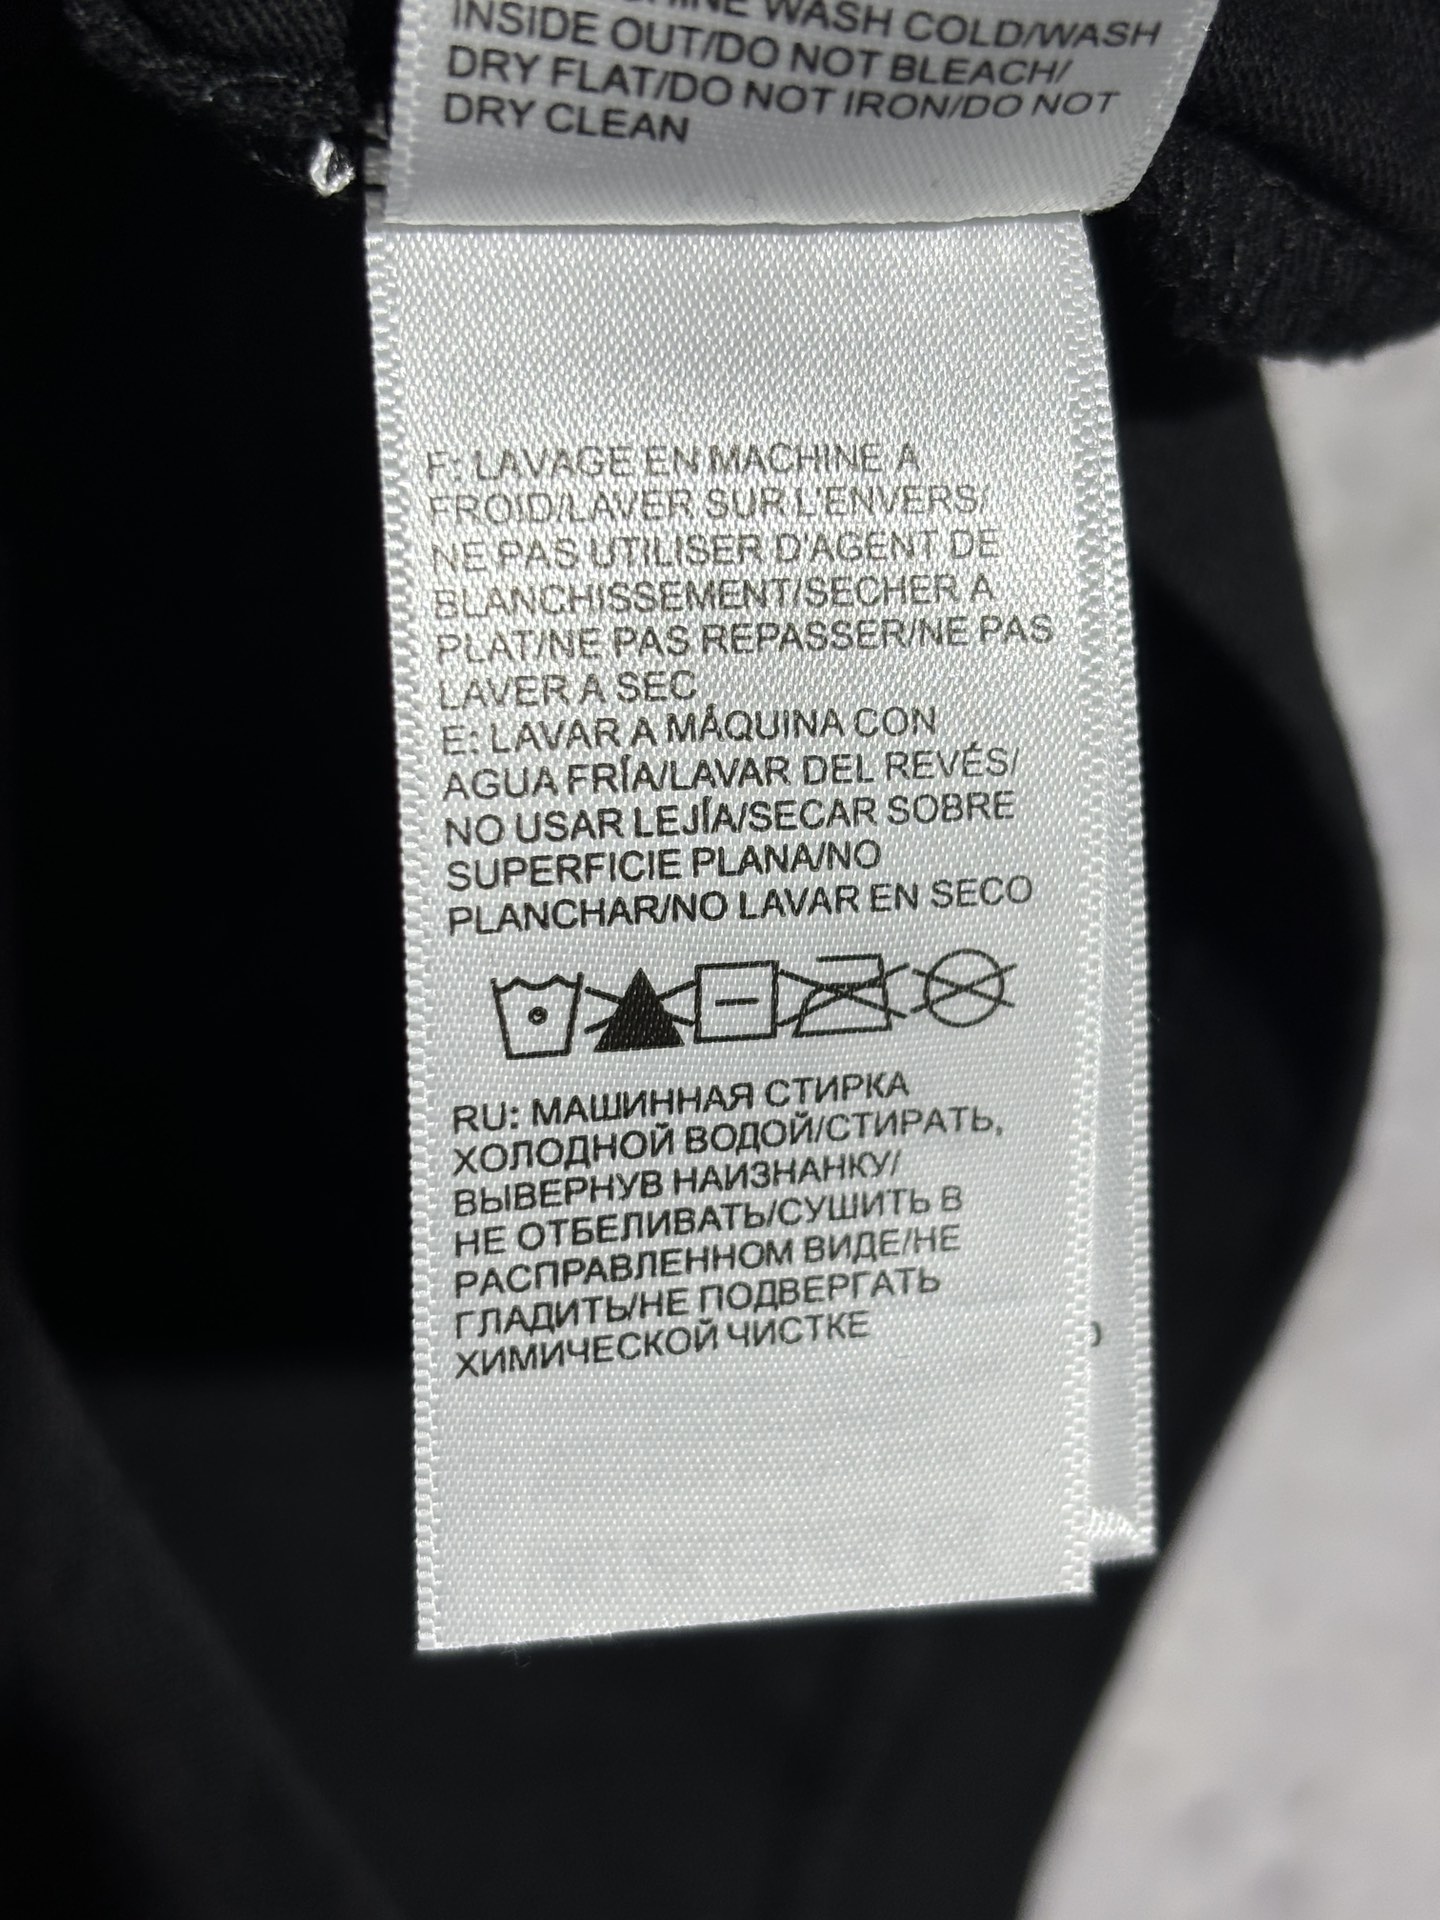 WASH COLD/WASH
INSIDE OUT/DO NOT BLEACH/
DRY FLAT/DO NOT IRON/DO NOT
DRY CLEAN
F: LAVAGE EN MACHINE A
FROID/LAVER SUR L'ENVERS/
NE PAS UTILISER D'AGENT DE
BLANCHISSEMENT/SECHER A
PLAT/NE PAS REPASSER/NE PAS
LAVER A SEC
E: LAVAR A MÁQUINA CON
AGUA FRÍA/LAVAR DEL REVÉS/
NO USAR LEJÍA/SECAR SOBRE
SUPERFICIE PLANA/NO
PLANCHAR/NO LAVAR EN SECO
RU: МАШИННАЯ СТИРКА
ХОЛОДНОЙ ВОДОЙ/СТИРАТЬ,
ВЫВЕРНУВ НАИЗНАНКУ/
НЕ ОТБЕЛИВАТЬ/СУШИТЬ В
РАСПРАВЛЕННОМ ВИДЕ/НЕ
ГЛАДИТЬ/НЕ ПОДВЕРГАТЬ
ХИМИЧЕСКОЙ ЧИСТКЕ